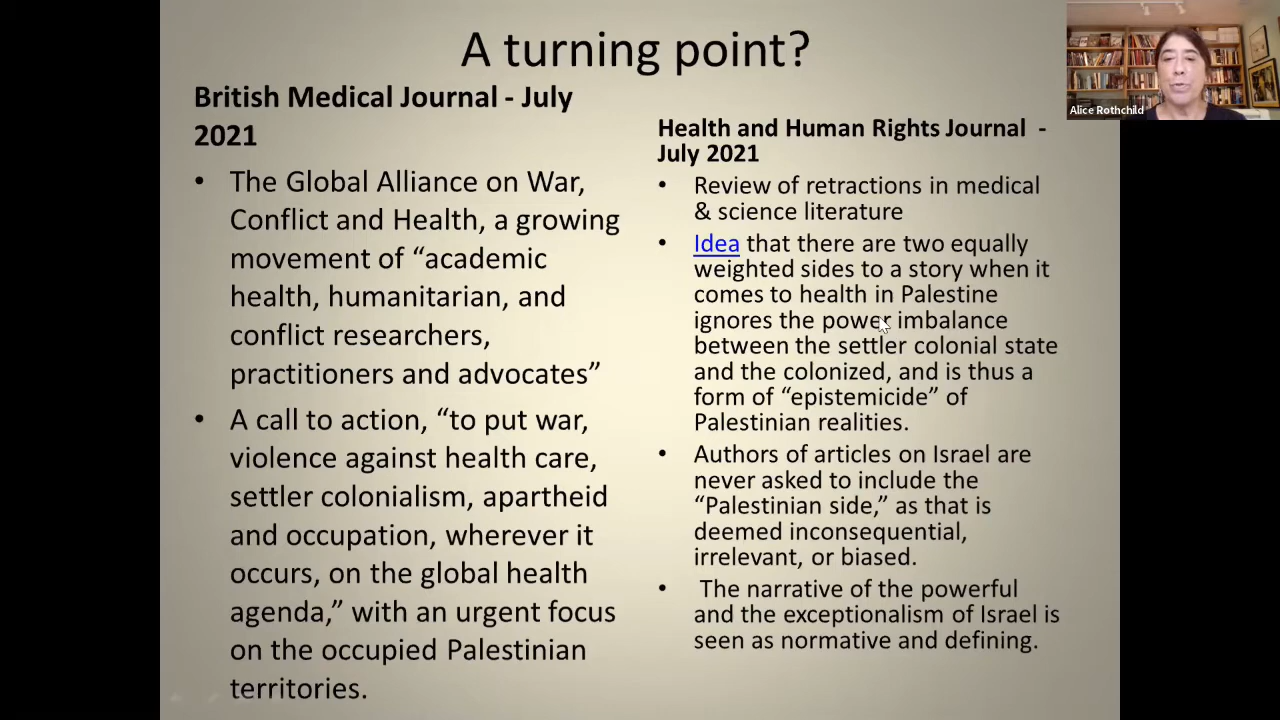 A turning point?
British Medical Journal - July
2021
• The Global Alliance on War,
Conflict and Health, a growing
movement of “academic
health, humanitarian, and
conflict researchers,
practitioners and advocates”
• A call to action, “to put war,
violence against health care,
settler colonialism, apartheid
and occupation, wherever it
occurs, on the global health
agenda,” with an urgent focus
on the occupied Palestinian
territories.
Health and Human Rights Journal -
July 2021
• Review of retractions in medical
& science literature
• Idea that there are two equally
weighted sides to a story when it
comes to health in Palestine
ignores the power imbalance
between the settler colonial state
and the colonized, and is thus a
form of “epistemicide” of
Palestinian realities.
• Authors of articles on Israel are
never asked to include the
“Palestinian side,” as that is
deemed inconsequential,
irrelevant, or biased.
• The narrative of the powerful
and the exceptionalism of Israel is
seen as normative and defining.
Alice Rothchild